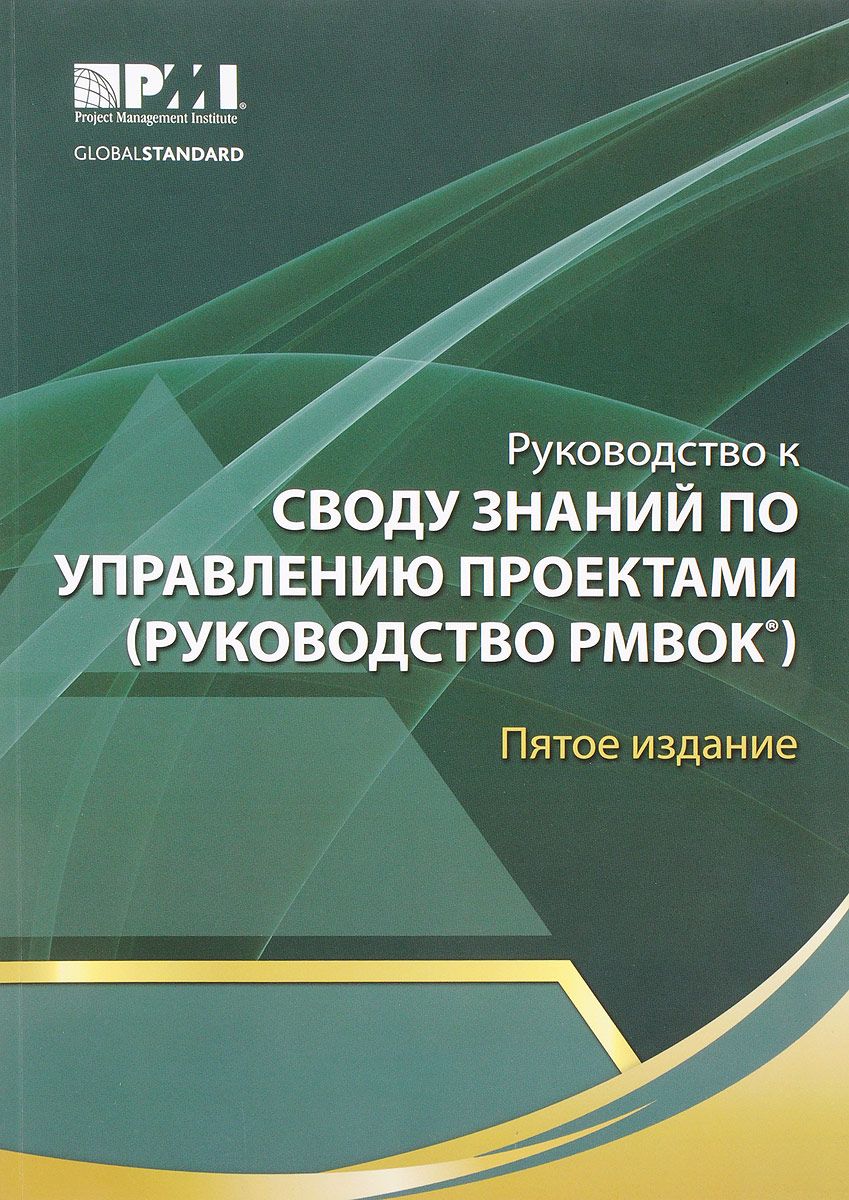 PMI®
Project Management Institute
GLOBALSTANDARD
Руководство к
СВОДУ ЗНАНИЙ ПО
УПРАВЛЕНИЮ ПРОЕКТАМИ
(РУКОВОДСТВО PMBOK®)
Пятое издание